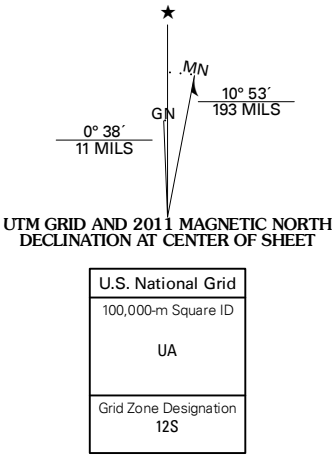 ★
MN
GN
10° 53´
193 MILS
0° 38´
11 MILS
UTM GRID AND 2011 MAGNETIC NORTH
DECLINATION AT CENTER OF SHEET
U.S. National Grid
100,000-m Square ID
UA
Grid Zone Designation
12S